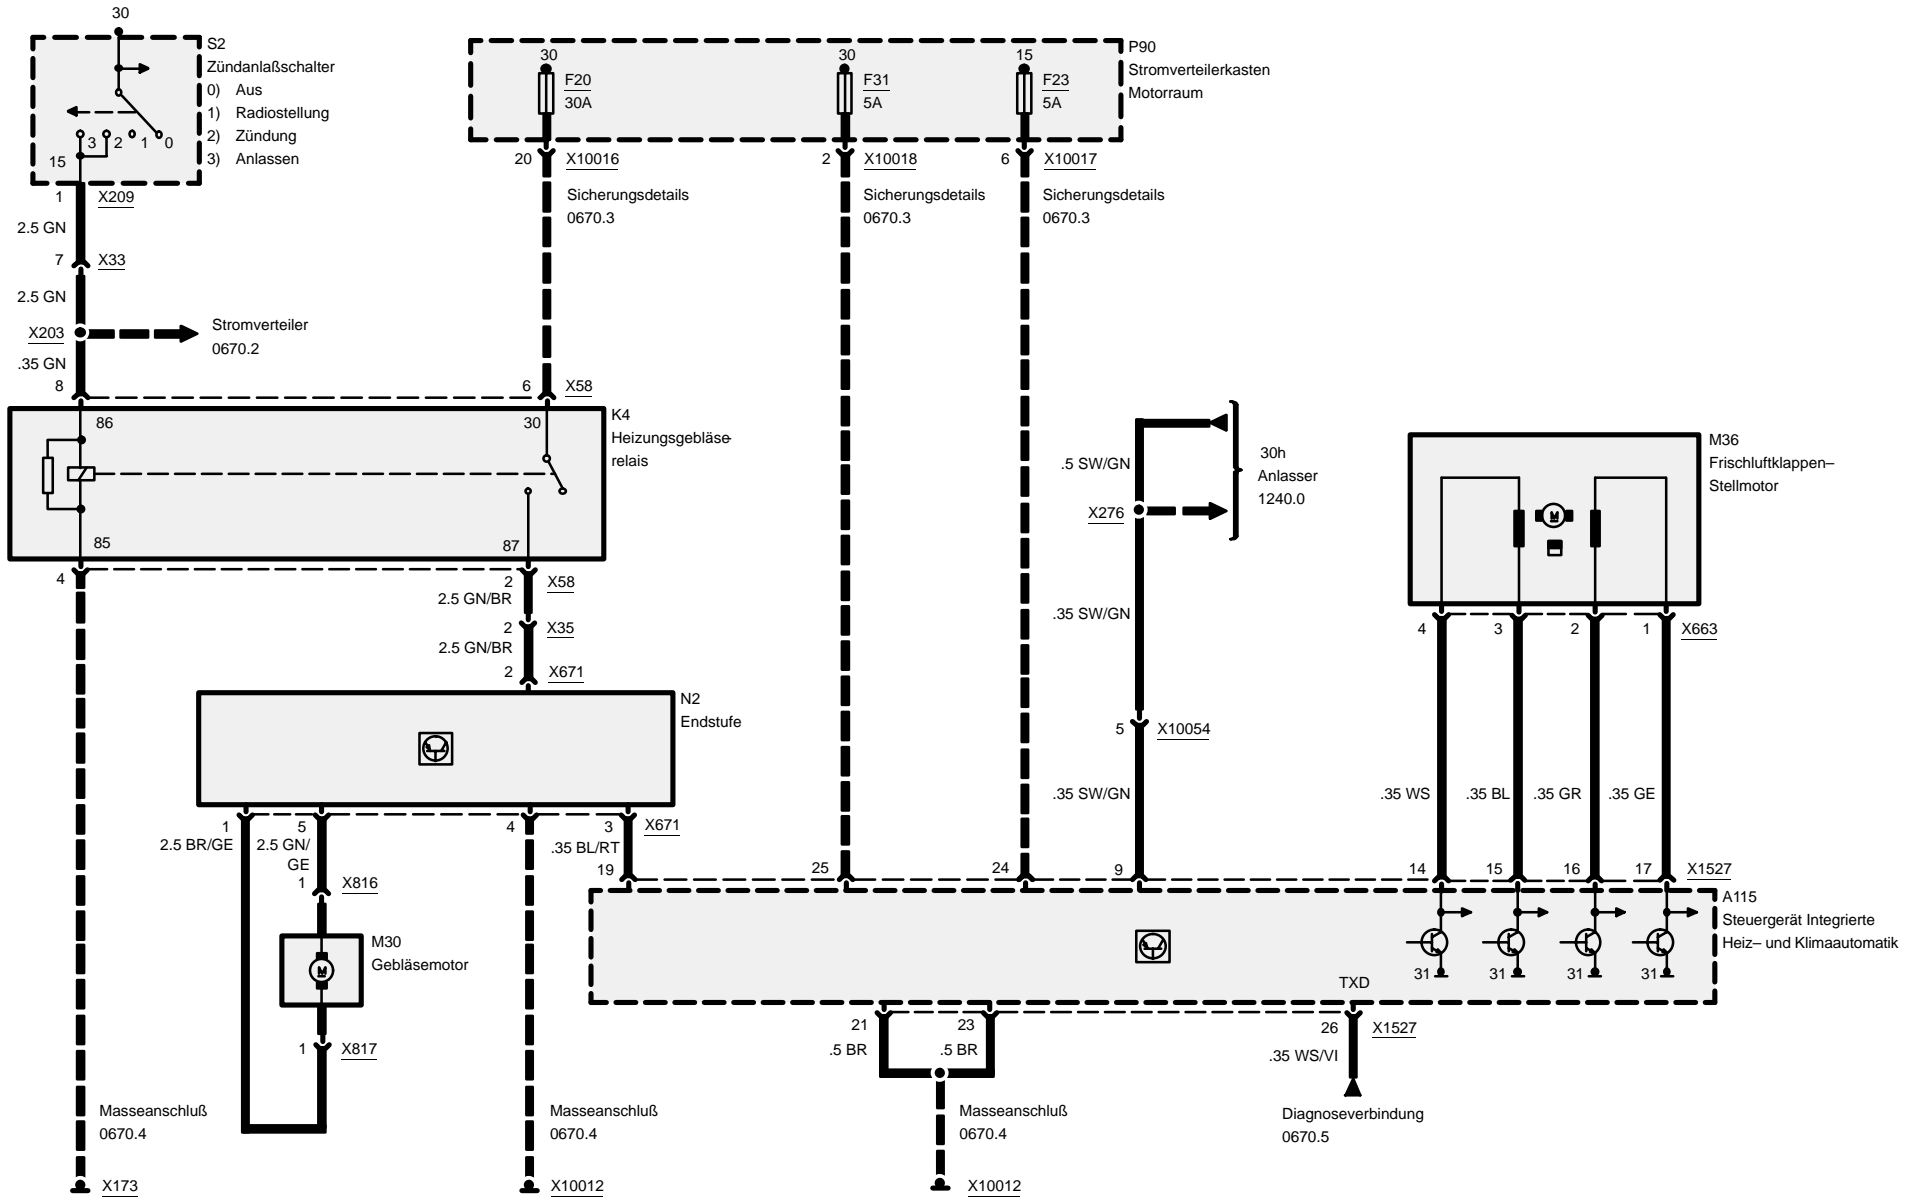 30
S2
Zündanlaßschalter
0) Aus
1) Radiostellung
2) Zündung
3) Anlassen
3 2 1 0
15
1 X209
2.5 GN
7 X33
2.5 GN
X203
Stromverteiler
0670.2
.35 GN
8
30
F20
30A
30
F31
5A
15
F23
5A
P90
Stromverteilerkasten
Motorraum
20 X10016
2 X10018
6 X10017
Sicherungsdetails
0670.3
Sicherungsdetails
0670.3
Sicherungsdetails
0670.3
6 X58
86
30
K4
Heizungsgebläse-
relais
85
87
4
2 X58
2.5 GN/BR
2 X35
2.5 GN/BR
2 X671
N2
Endstufe
1
5
4
3 X671
2.5 BR/GE
2.5 GN/
GE
.35 BL/RT
1 X816
M30
Gebläsemotor
M
1 X817
.5 SW/GN
30h
Anlasser
1240.0
X276
.35 SW/GN
5 X10054
.35 SW/GN
M36
Frischluftklappen–
Stellmotor
M
4
3
2
1 X663
.35 WS
.35 BL
.35 GR
.35 GE
19
25
24
9
14
15
16
17 X1527
A115
Steuergerät Integrierte
Heiz– und Klimaautomatik
31
31
31
31
TXD
21
23
26 X1527
.5 BR
.5 BR
.35 WS/VI
Masseanschluß
0670.4
Masseanschluß
0670.4
Masseanschluß
0670.4
Diagnoseverbindung
0670.5
X173
X10012
X10012